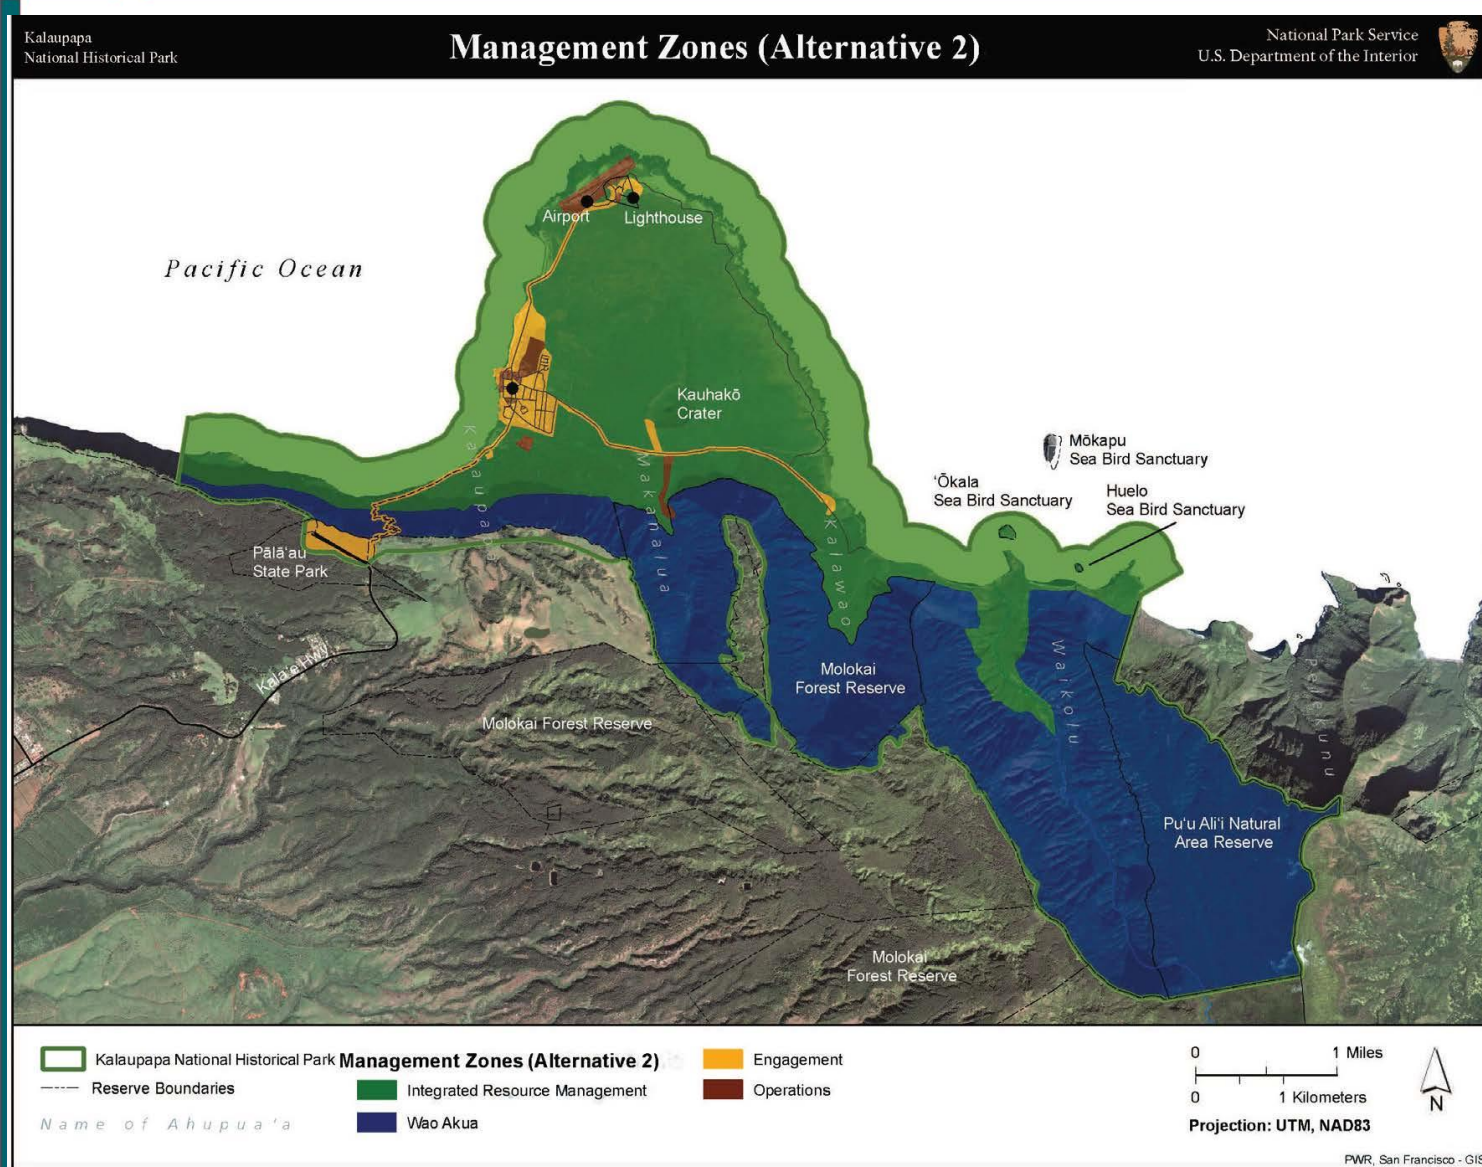 Kalaupapa
National Historical Park
Management Zones (Alternative 2)
National Park Service
U.S. Department of the Interior
Pacific Ocean
Airport
Lighthouse
Kauhakō
Crater
Kalaupapa
Makanalua
Kalawao
Mōkapu
Sea Bird Sanctuary
ʻŌkala
Sea Bird Sanctuary
Huelo
Sea Bird Sanctuary
Pālāʻau
State Park
Kalaʻe Hwy
Molokai Forest Reserve
Molokai
Forest Reserve
Waikolu
Pelekunu
Puʻu Aliʻi Natural
Area Reserve
Molokai
Forest Reserve
Kalaupapa National Historical Park
Reserve Boundaries
Name of Ahupuaʻa
Management Zones (Alternative 2)
Integrated Resource Management
Wao Akua
Engagement
Operations
0 1 Miles
0 1 Kilometers
Projection: UTM, NAD83
N
PWR, San Francisco - GIS